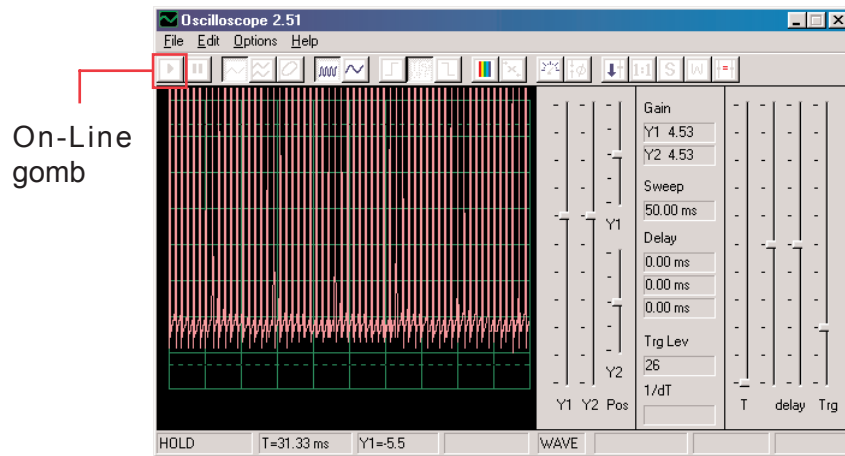 Oscilloscope 2.51
File Edit Options Help
1:1 S W
On-Line
gomb
Gain
Y1 4.53
Y2 4.53
Sweep
50.00 ms
Y1
Delay
0.00 ms
0.00 ms
0.00 ms
Trg Lev
26
Y2
1/dT
Y1 Y2 Pos
T delay Trg
HOLD T=31.33 ms Y1=-5.5 WAVE